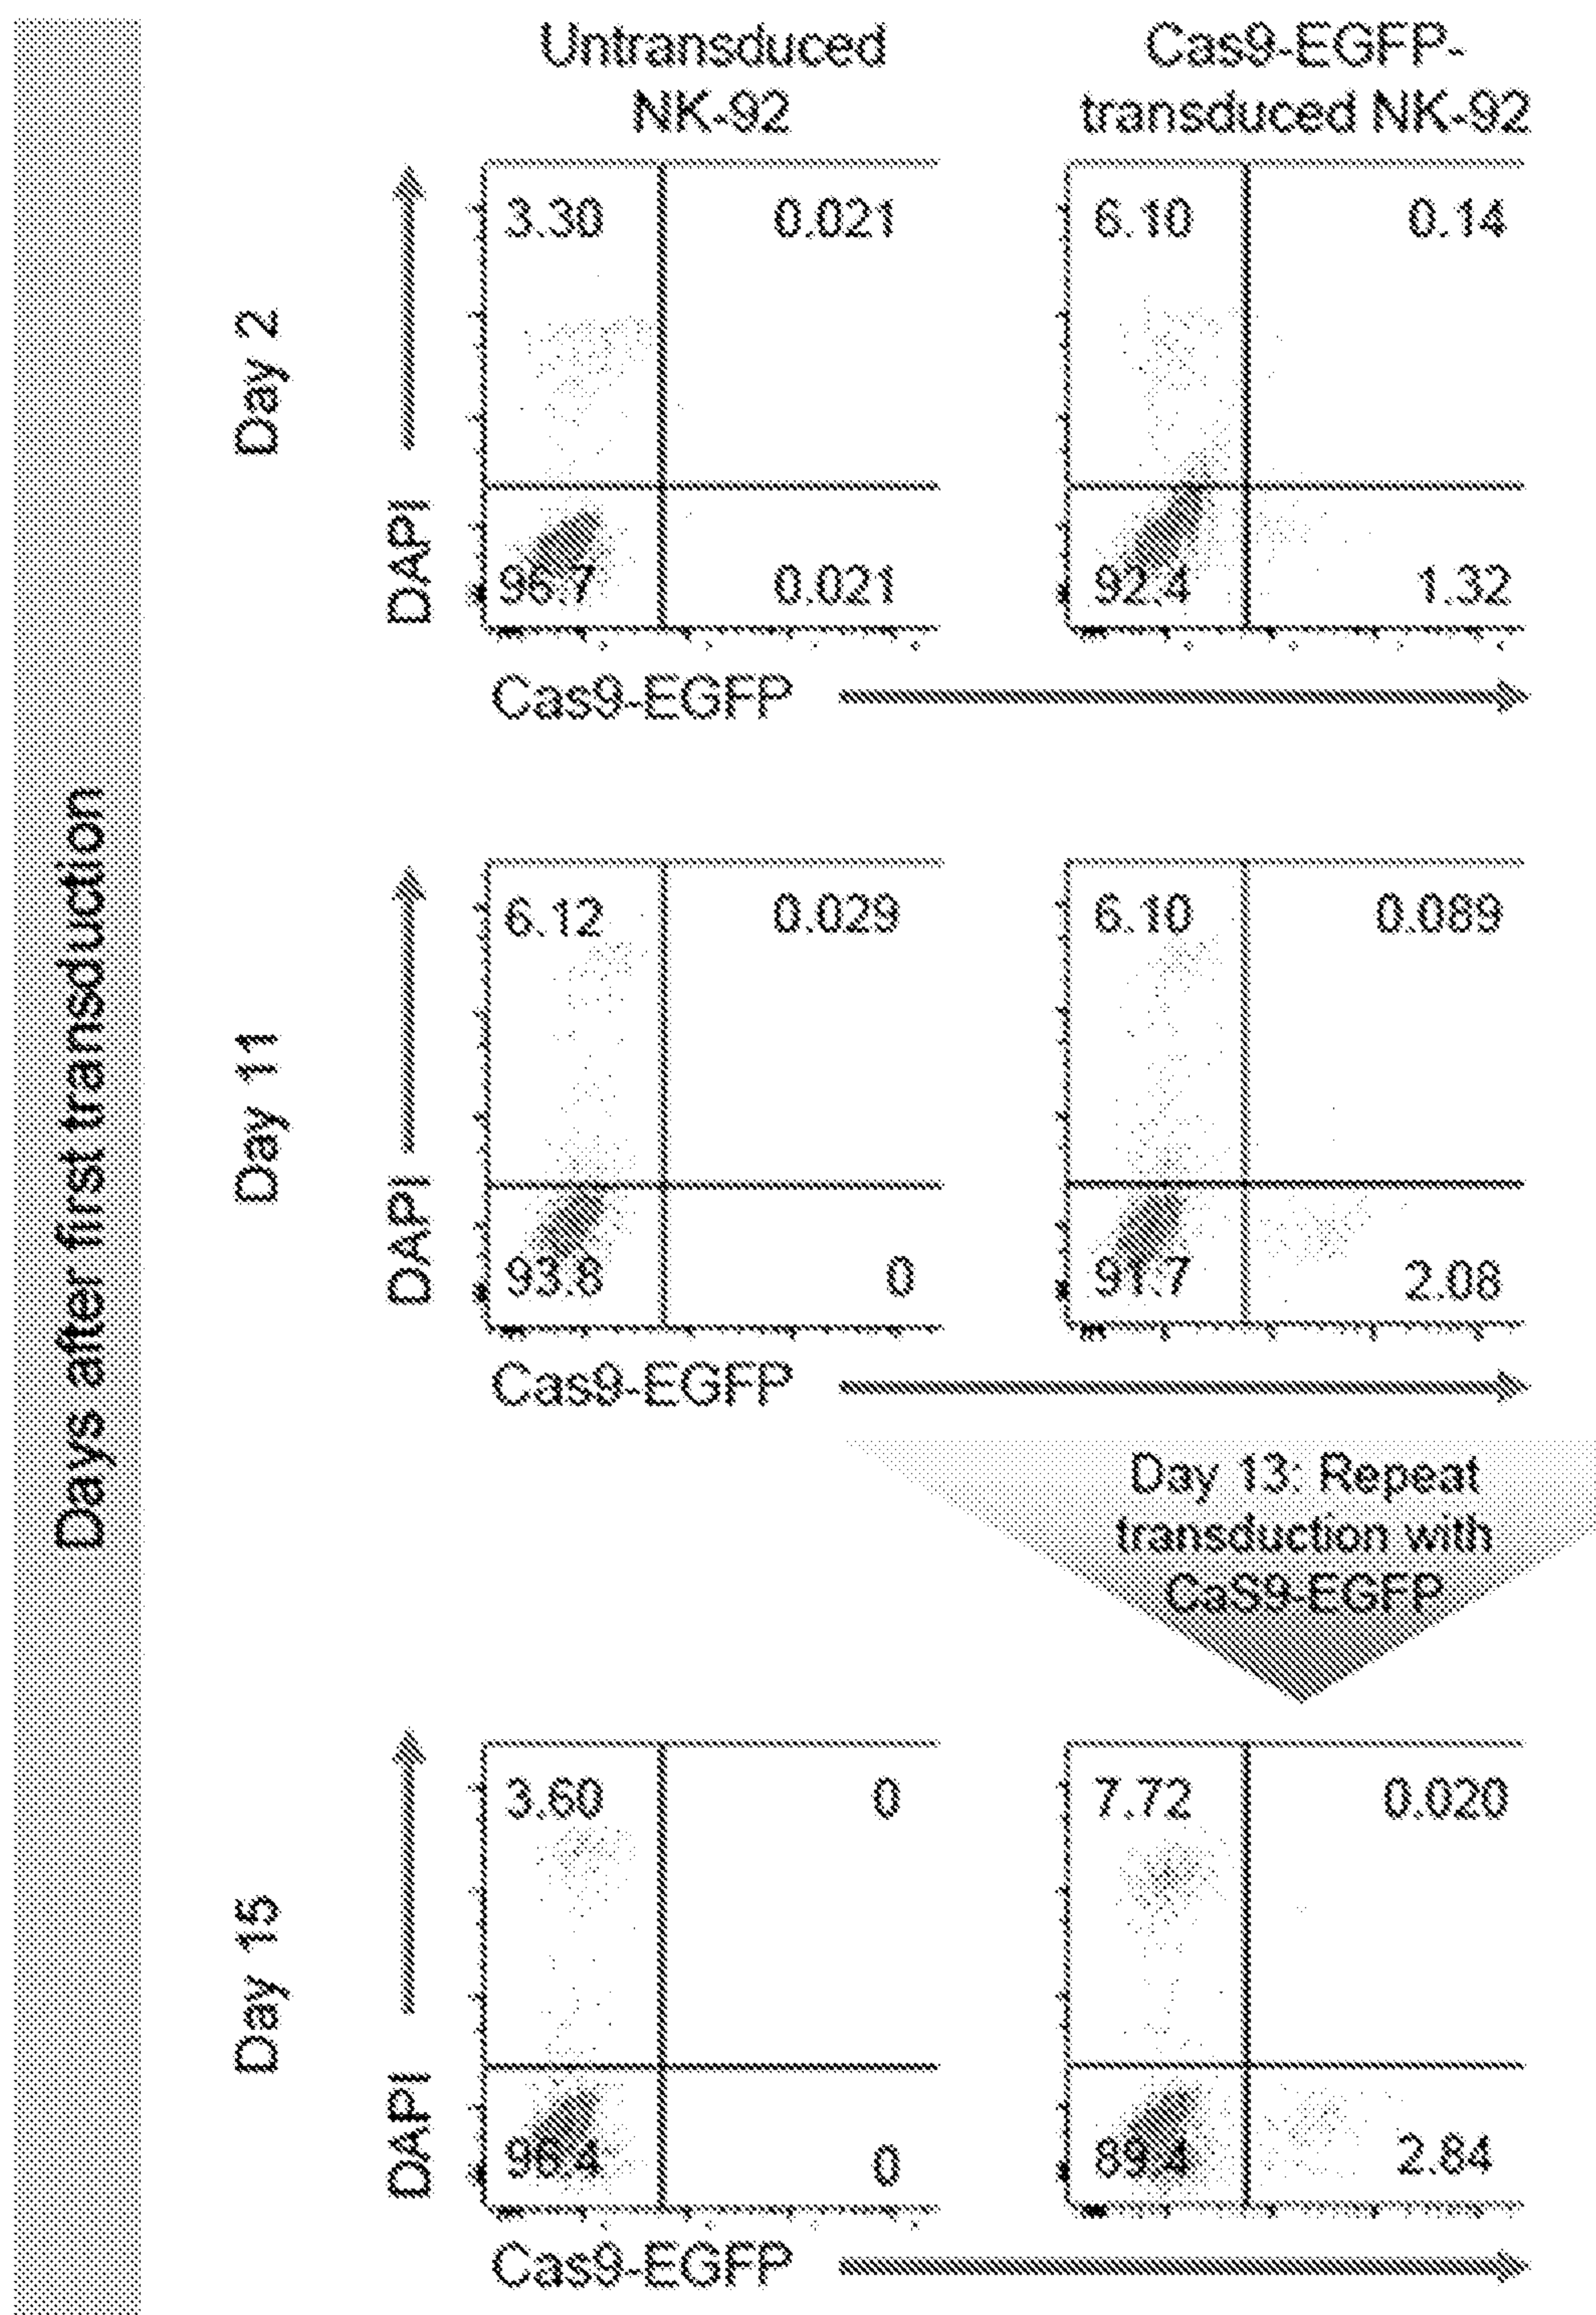 Days after first transduction
Untransduced
NK-92
Cas9-EGFP-
transduced NK-92
Day 2
DAPI
3.30
0.021
96.7
0.021
6.10
0.14
92.4
1.32
Cas9-EGFP
Day 11
DAPI
6.12
0.029
93.8
0
6.10
0.089
91.7
2.08
Cas9-EGFP
Day 13: Repeat
transduction with
CaS9-EGFP
Day 15
DAPI
3.60
0
96.4
0
7.72
0.020
89.4
2.84
Cas9-EGFP